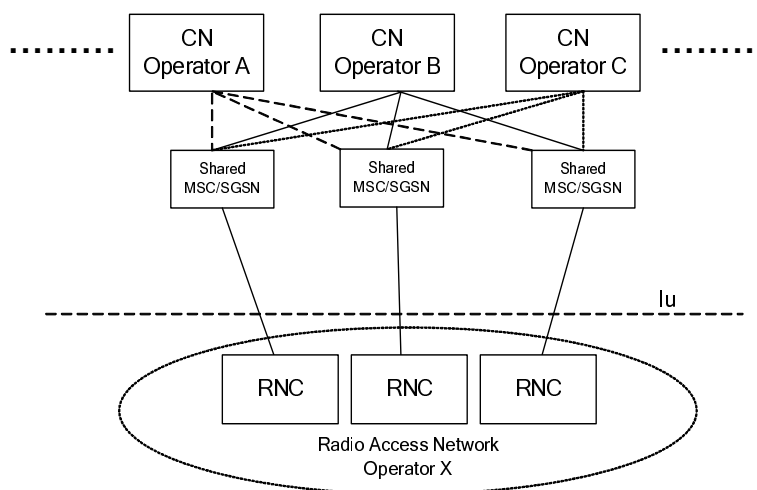 CN
Operator A
CN
Operator B
CN
Operator C
Shared
MSC/SGSN
Shared
MSC/SGSN
Shared
MSC/SGSN
Iu
RNC
RNC
RNC
Radio Access Network
Operator X